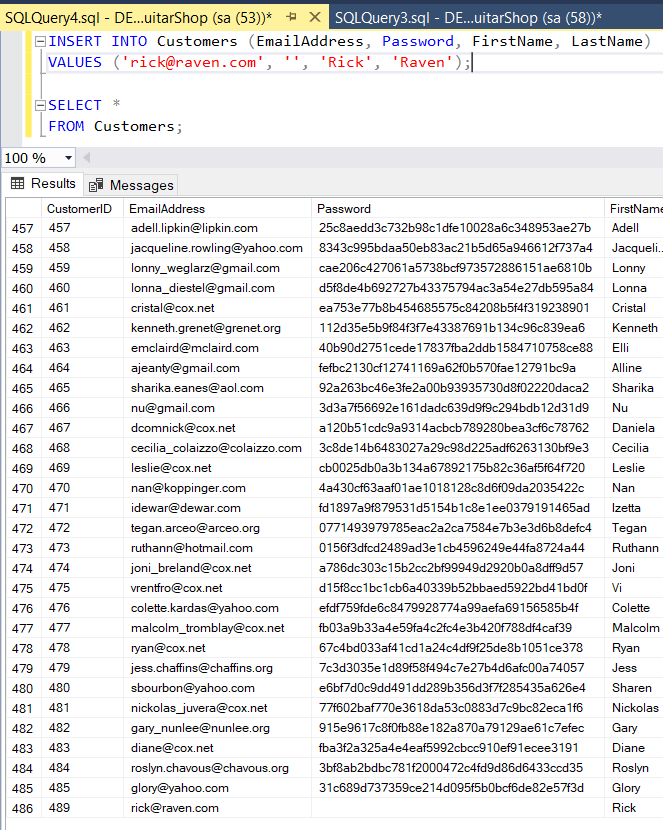 SQLQuery4.sql - DE...uitarShop (sa (53))* SQLQuery3.sql - DE...uitarShop (sa (58))*
INSERT INTO Customers (EmailAddress, Password, FirstName, LastName)
VALUES ('rick@raven.com', '', 'Rick', 'Raven');
SELECT *
FROM Customers;
100 %
Results Messages
CustomerID EmailAddress Password FirstName
457 457 adell.lipkin@lipkin.com 25c8aedd3c732b98c1dfe10028a6c348953ae27b Adell
458 458 jacqueline.rowling@yahoo.com 8343c995bdaa50eb83ac21b5d65a946612f737a4 Jacqueli...
459 459 lonny_weglarz@gmail.com cae206c427061a5738bcf973572886151ae6810b Lonny
460 460 lonna_diestel@gmail.com d5f8de4b692727b43375794ac3a54e27db595a84 Lonna
461 461 cristal@cox.net ea753e77b8b454685575c84208b5f4f319238901 Cristal
462 462 kenneth.grenet@grenet.org 112d35e5b9f84f3f7e43387691b134c96c839ea6 Kenneth
463 463 emclaird@mclaird.com 40b90d2751cede17837fba2ddb1584710758ce88 Elli
464 464 ajeanty@gmail.com fefbc2130cf12741169a62f0b570fae12791bc9a Alline
465 465 sharika.eanes@aol.com 92a263bc46e3fe2a00b93935730d8f02220daca2 Sharika
466 466 nu@gmail.com 3d3a7f56692e161dadc639d9f9c294bdb12d31d9 Nu
467 467 dcomnick@cox.net a120b51cdc9a9314acbcb789280bea3cf6c78762 Daniela
468 468 cecilia_colaizzo@colaizzo.com 3c8de14b6483027a29c98d225adf6263130bf9e3 Cecilia
469 469 leslie@cox.net cb0025db0a3b134a67892175b82c36af5f64f720 Leslie
470 470 nan@koppinger.com 4a430cf63aaf01ae1018128c8d6f09da2035422c Nan
471 471 idewar@dewar.com fd1897a9f879531d5154b1c8e1ee0379191465ad Izetta
472 472 tegan.arceo@arceo.org 0771493979785eac2a2ca7584e7b3e3d6b8defc4 Tegan
473 473 ruthann@hotmail.com 0156f3dfcd2489ad3e1cb4596249e44fa8724a44 Ruthann
474 474 joni_breland@cox.net a786dc303c15b2cc2bf99949d2920b0a8dff9d57 Joni
475 475 vrentfro@cox.net d15f8cc1bc1cb6a40339b52bbaed5922bd41bd0f Vi
476 476 colette.kardas@yahoo.com efdf759fde6c8479928774a99aefa69156585b4f Colette
477 477 malcolm_tromblay@cox.net fb03a9b33a4e59fa4c2fc4e3b420f788df4caf39 Malcolm
478 478 ryan@cox.net 67c4bd033af41cd1a24c4df9f25de8b1051ce378 Ryan
479 479 jess.chaffins@chaffins.org 7c3d3035e1d89f58f494c7e27b4d6afc00a74057 Jess
480 480 sbourbon@yahoo.com e6bf7d0c9dd491dd289b356d3f7f285435a626e4 Sharen
481 481 nickolas_juvera@cox.net 77f602baf770e3618da53c0883d7c9bc82eca1f6 Nickolas
482 482 gary_nunlee@nunlee.org 915e9617c8f0fb88e182a870a79129ae61c7efec Gary
483 483 diane@cox.net fba3f2a325a4e4eaf5992cbcc910ef91ecee3191 Diane
484 484 roslyn.chavous@chavous.org 3bf8ab2bdbc781f2000472c4fd9d86d6433ccd35 Roslyn
485 485 glory@yahoo.com 31c689d737359ce214d095f5b0bcf6de82e57f3d Glory
486 489 rick@raven.com Rick